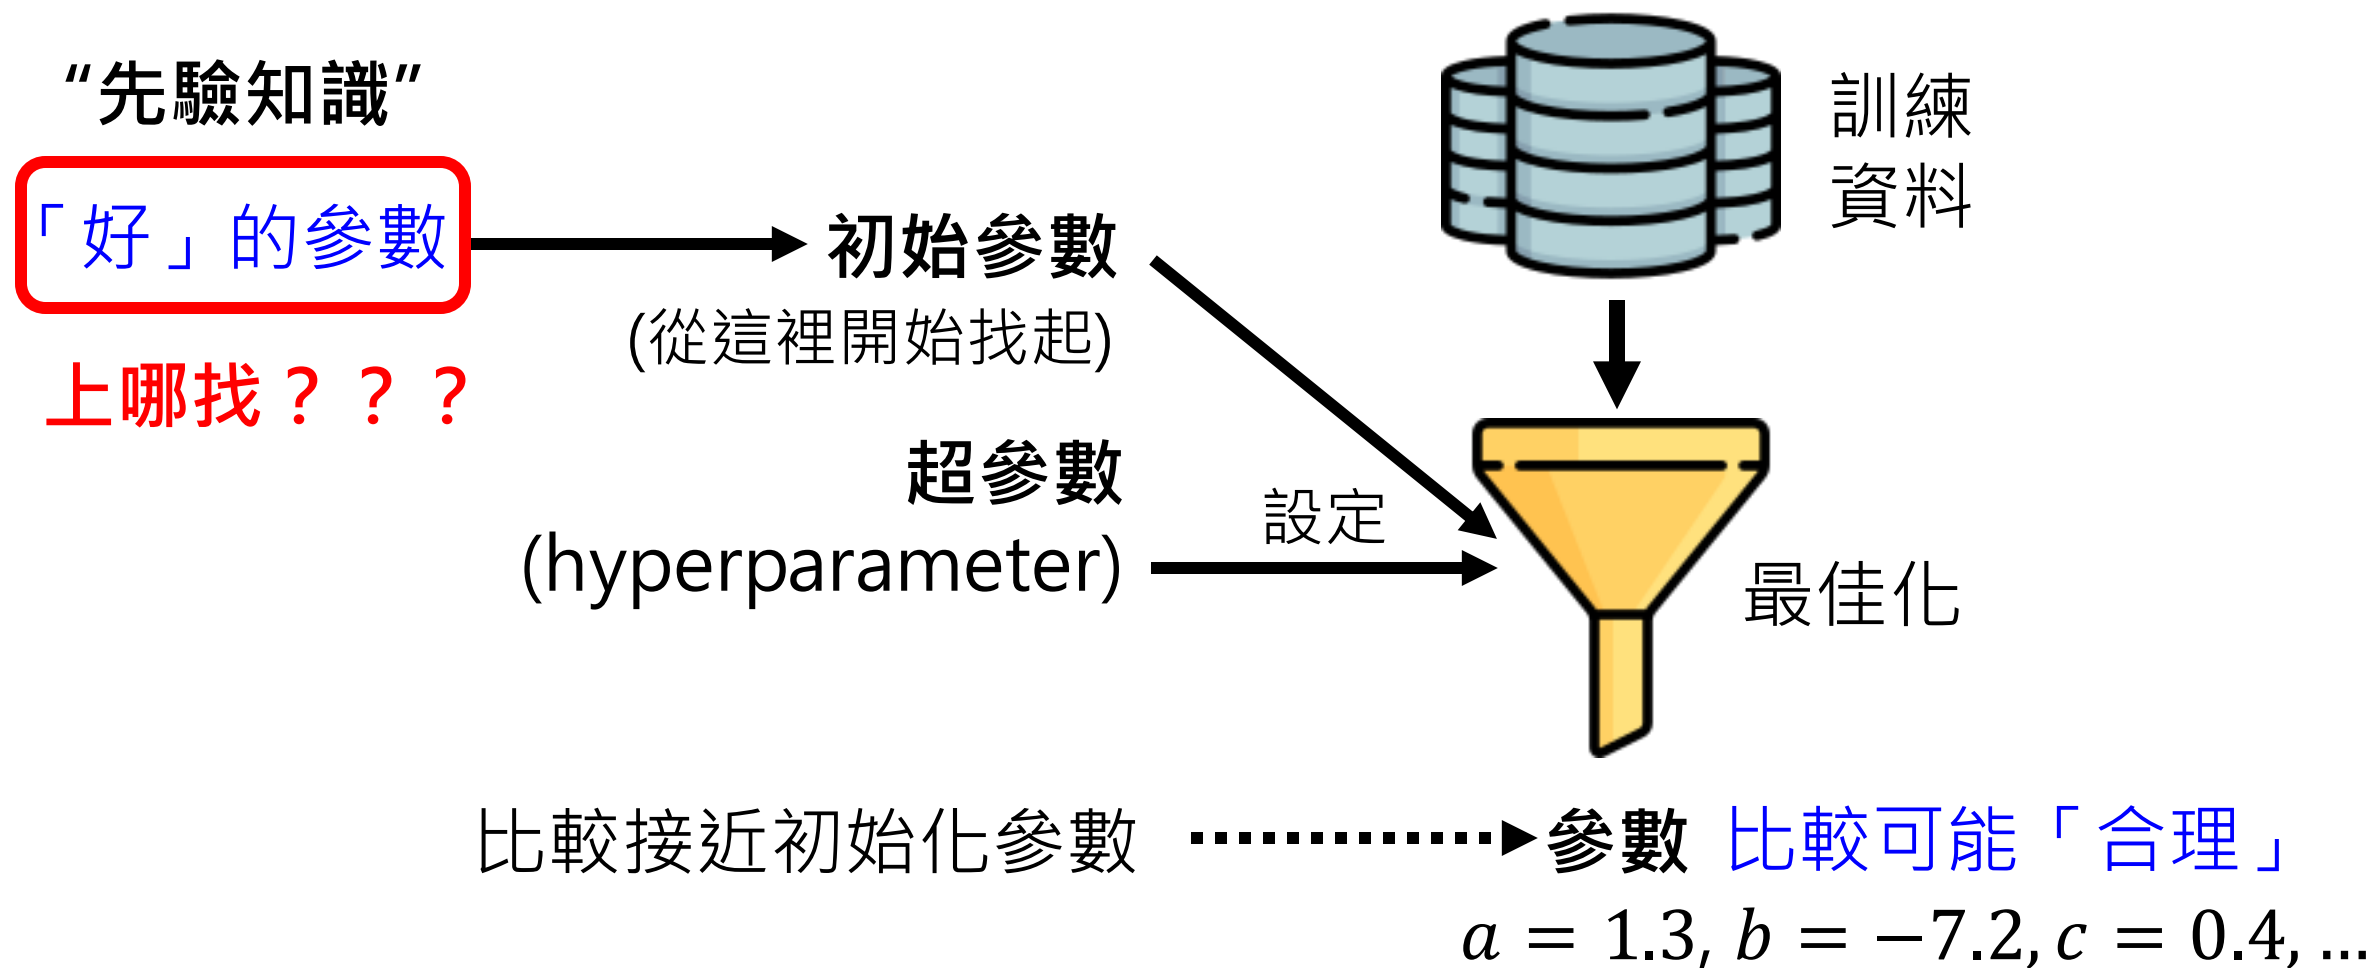 “先驗知識”
「好」的參數
上哪找？？？
初始參數
(從這裡開始找起)
超參數
(hyperparameter)
設定
訓練
資料
最佳化
比較接近初始化參數
參數 比較可能「合理」
a = 1.3, b = −7.2, c = 0.4, …